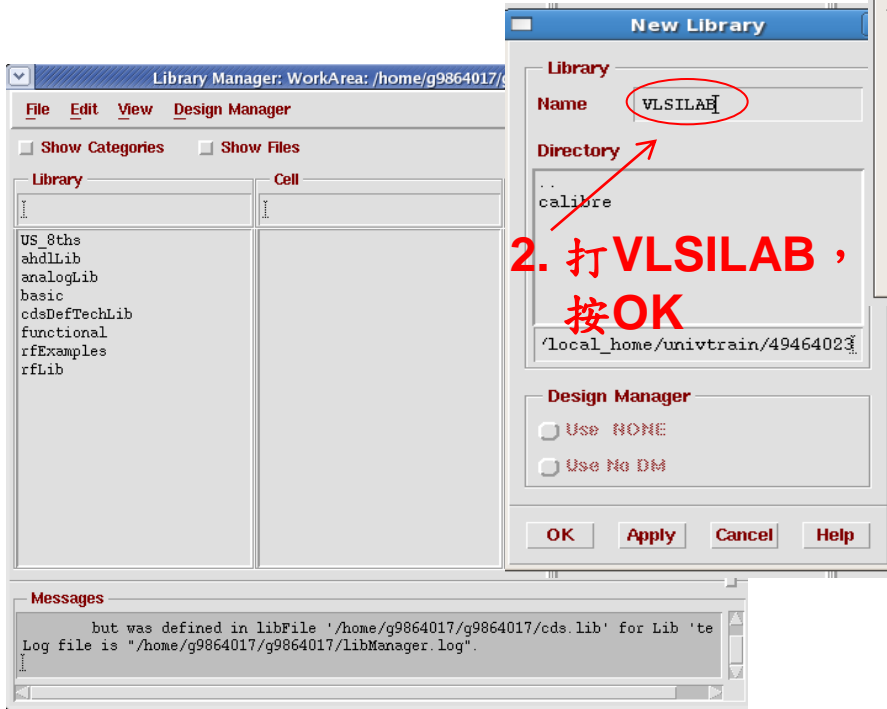 Library Manager: WorkArea: /home/g9864017/g
File Edit View Design Manager
Show Categories Show Files
Library
Cell
US_8ths
ahdlLib
analogLib
basic
cdsDefTechLib
functional
rfExamples
rfLib
Messages
but was defined in libFile '/home/g9864017/g9864017/cds.lib' for Lib 'te
Log file is "/home/g9864017/g9864017/libManager.log".
New Library
Library
Name VLSILAB
Directory
..
calibre
2. 打VLSILAB，
按OK
/local_home/univtrain/49464023
Design Manager
Use NONE
Use No DM
OK Apply Cancel Help